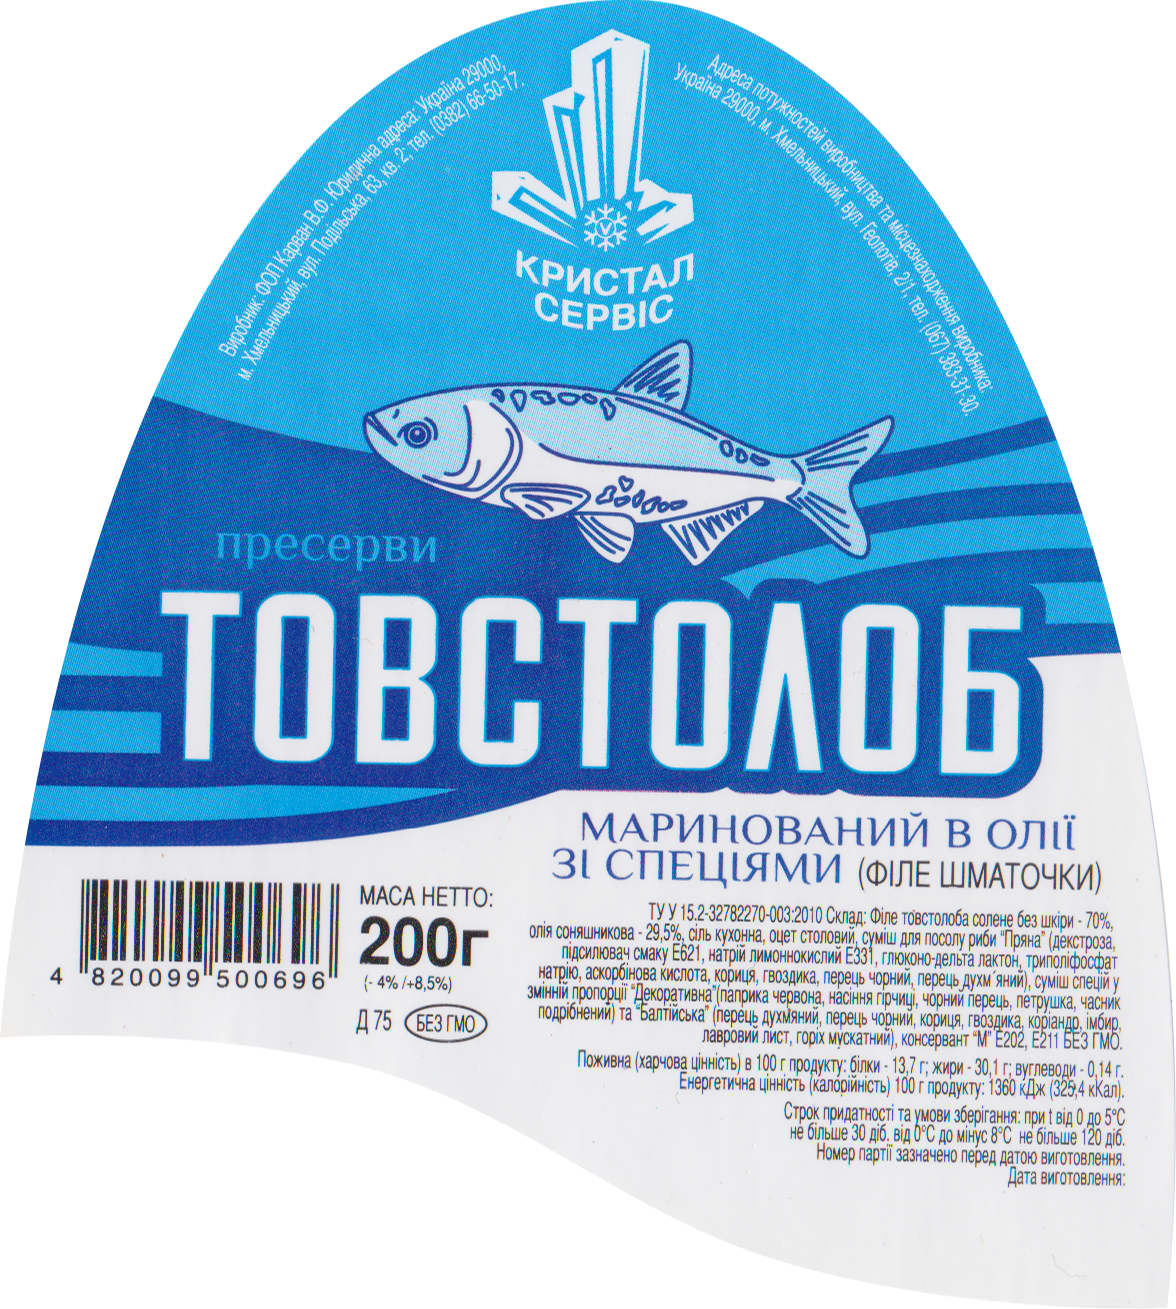 Виробник: ФОП Карван В.Ф. Юридична адреса: Україна 29000,
м. Хмельницький, вул. Подільська, 63, кв. 2; тел. (0382) 66-50-17.
КРИСТАЛ
СЕРВІС
Адреса потужностей виробництва та місцезнаходження виробника:
Україна 29000, м. Хмельницький, вул. Геологів, 2/1, тел. (067) 383-31-30.
пресерви
ТОВСТОЛОБ
МАРИНОВАНИЙ В ОЛІЇ
ЗІ СПЕЦІЯМИ (ФІЛЕ ШМАТОЧКИ)
4 820099 500696
МАСА НЕТТО:
200г
(- 4% /+8,5%)
Д 75 БЕЗ ГМО
ТУ У 15.2-32782270-003:2010 Склад: Філе товстолоба солене без шкіри - 70%,
олія соняшникова - 29,5%, сіль кухонна, оцет столовий, суміш для посолу риби "Пряна" (декстроза,
підсилювач смаку Е621, натрій лимоннокислий Е331, глюконо-дельта лактон, триполіфосфат
натрію, аскорбінова кислота, кориця, гвоздика, перець чорний, перець духм'яний), суміш спецій у
змінній пропорції "Декоративна"(паприка червона, насіння гірчиці, чорний перець, петрушка, часник
подрібнений) та "Балтійська" (перець духмяний, перець чорний, кориця, гвоздика, коріандр, імбир,
лавровий лист, горіх мускатний), консервант "М" Е202, Е211 БЕЗ ГМО.
Поживна (харчова цінність) в 100 г продукту: білки - 13,7 г; жири - 30,1 г; вуглеводи - 0,14 г.
Енергетична цінність (калорійність) 100 г продукту: 1360 кДж (325,4 кКал).
Строк придатності та умови зберігання: при t від 0 до 5°С
не більше 30 діб. від 0°С до мінус 8°С не більше 120 діб.
Номер партії зазначено перед датою виготовлення.
Дата виготовлення: